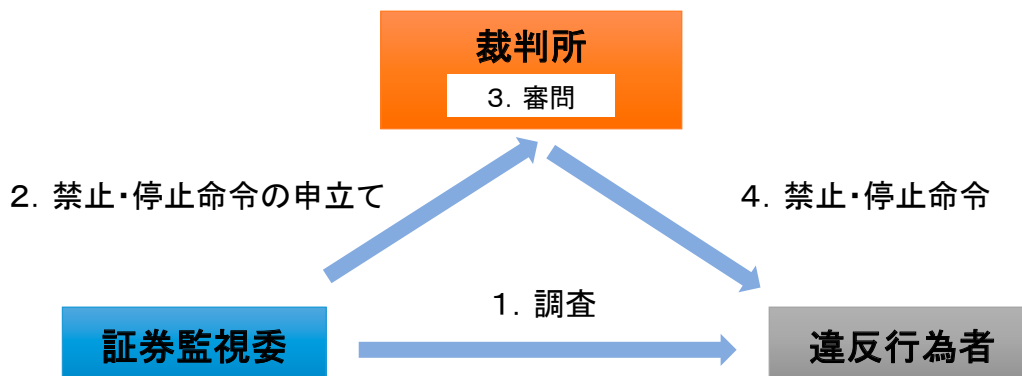 裁判所
３．審問
２．禁止・停止命令の申立て
４．禁止・停止命令
１．調査
証券監視委
違反行為者